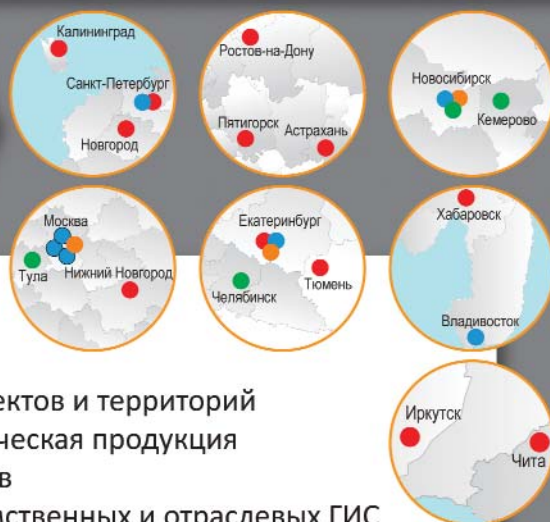 Калининград
Санкт-Петербург
Новгород
Ростов-на-Дону
Пятигорск
Астрахань
Новосибирск
Кемерово
Москва
Тула
Нижний Новгород
Екатеринбург
Челябинск
Тюмень
Хабаровск
Владивосток
Иркутск
Чита
ектов и территорий
ческая продукция
в
мственных и отраслевых ГИС